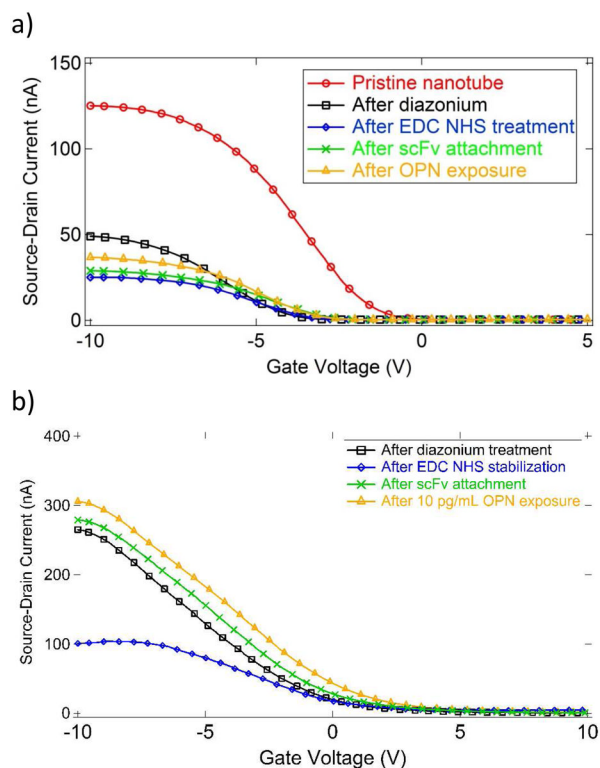 a)
Source-Drain Current (nA)
150
100
50
0
Pristine nanotube
After diazonium
After EDC NHS treatment
After scFv attachment
After OPN exposure
-10
-5
0
5
Gate Voltage (V)
b)
Source-Drain Current (nA)
400
300
200
100
0
After diazonium treatment
After EDC NHS stabilization
After scFv attachment
After 10 pg/mL OPN exposure
-10
-5
0
5
10
Gate Voltage (V)